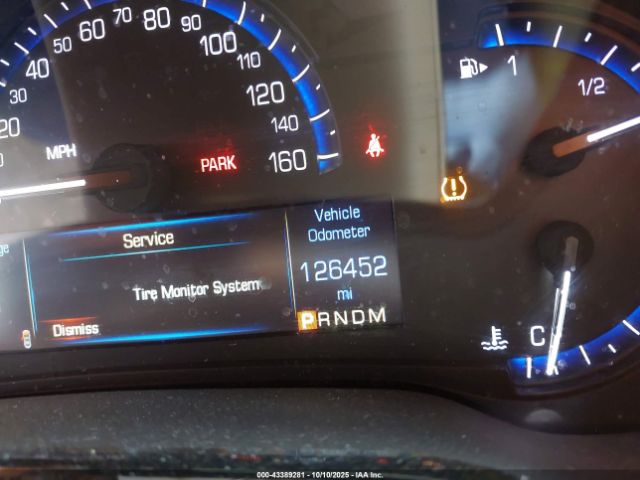 60 70 80 90
50 100
40 110
30 120
20 140
MPH PARK 160
1 1/2
Service
Tire Monitor System
Dismiss
Vehicle
Odometer
126452
mi
PRNDM
C
000-43389281 - 10/10/2025 - IAA Inc.